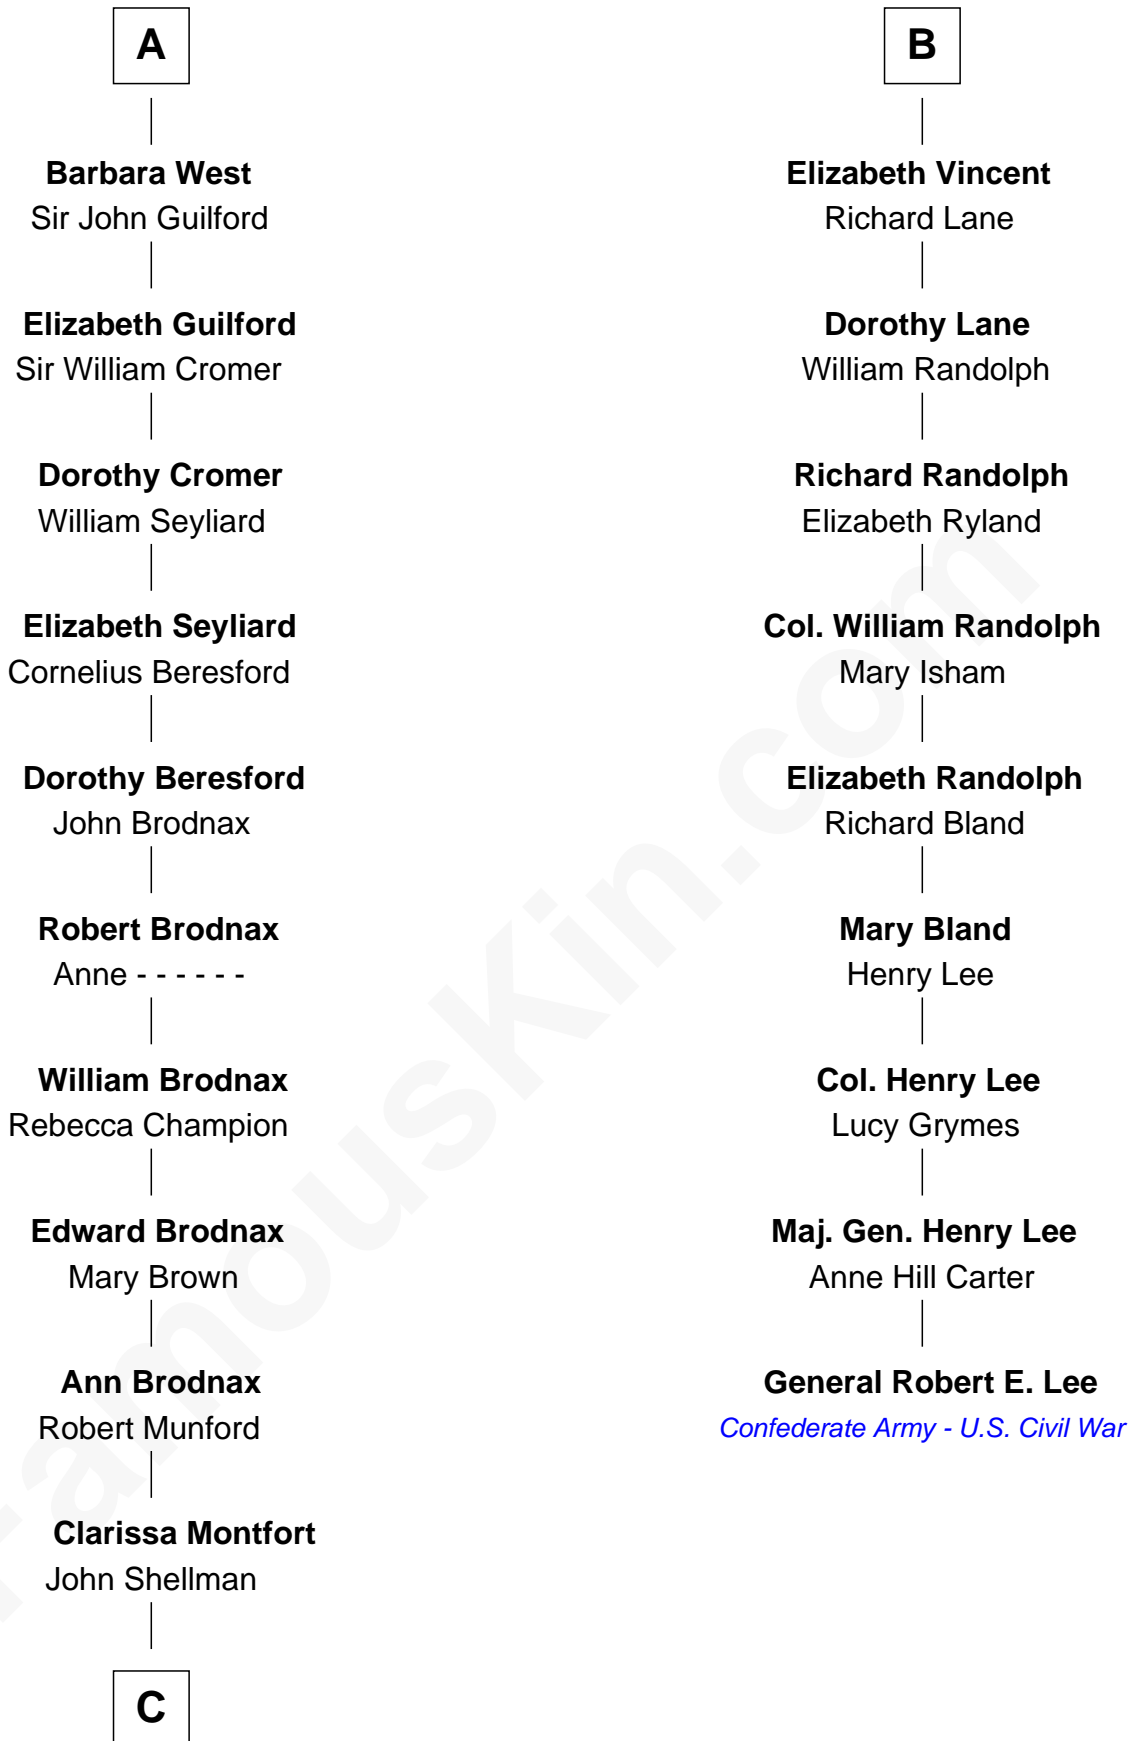 A
Barbara West
Sir John Guilford
Elizabeth Guilford
Sir William Cromer
Dorothy Cromer
William Seyliard
Elizabeth Seyliard
Cornelius Beresford
Dorothy Beresford
John Brodnax
Robert Brodnax
Anne - - - - - -
William Brodnax
Rebecca Champion
Edward Brodnax
Mary Brown
Ann Brodnax
Robert Munford
Clarissa Montfort
John Shellman
C
B
Elizabeth Vincent
Richard Lane
Dorothy Lane
William Randolph
Richard Randolph
Elizabeth Ryland
Col. William Randolph
Mary Isham
Elizabeth Randolph
Richard Bland
Mary Bland
Henry Lee
Col. Henry Lee
Lucy Grymes
Maj. Gen. Henry Lee
Anne Hill Carter
General Robert E. Lee
Confederate Army - U.S. Civil War
FamousKin.com